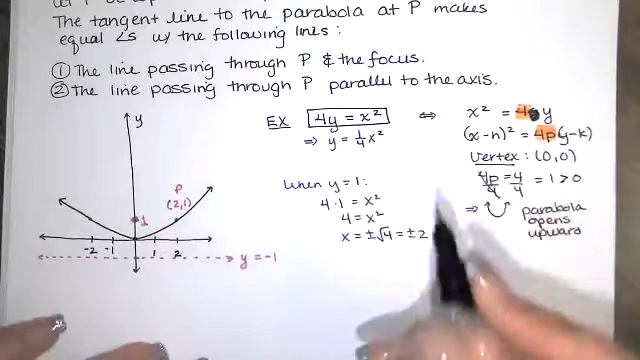 The tangent line to the parabola at P makes
equal ∠s w/ the following lines:
① The line passing through P & the focus.
② the line passing through P parallel to the axis.
EX 4y = x² ⇔ x² = 4 y
⇒ y = 1/4 x²
(x-h)² = 4p(y-k)
Vertex: (0,0)
4p/4 = 4/4 = 1 > 0
⇒ parabola
opens
upward
When y = 1:
4·1 = x²
4 = x²
x = ±√4 = ±2
y
P
(2,1)
1
-2 -1 1 2
y = -1